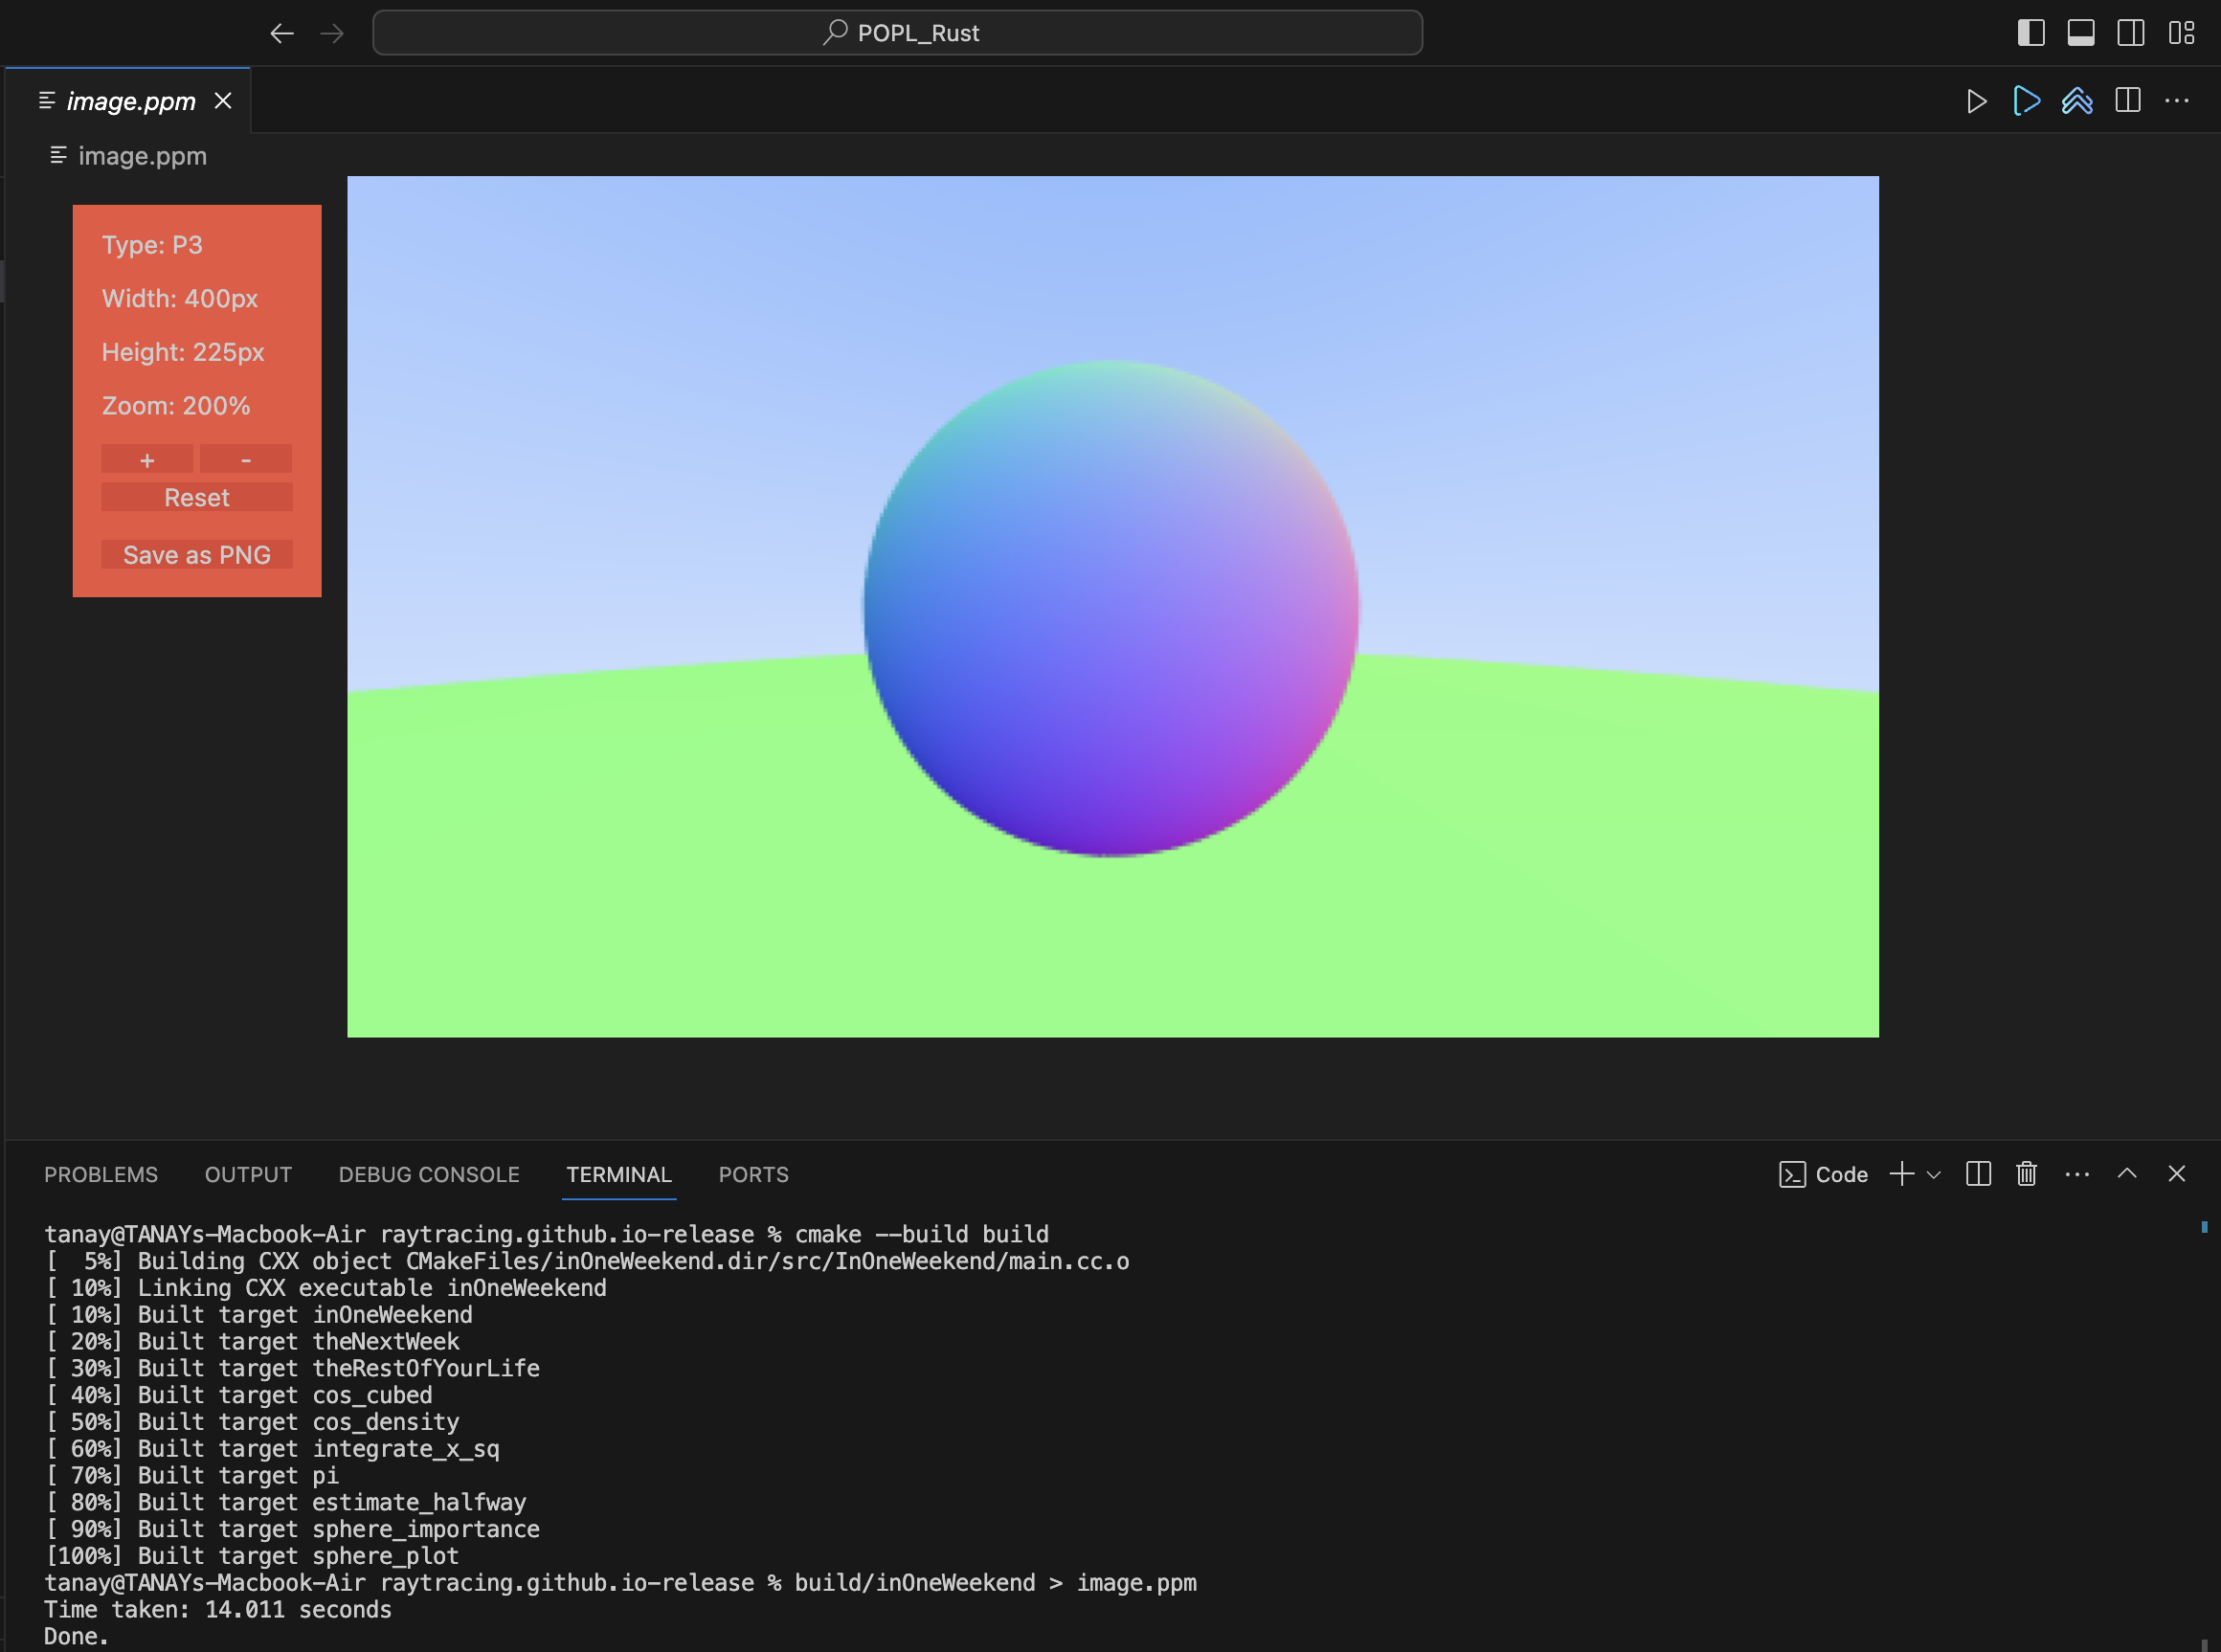 POPL_Rust
image.ppm
image.ppm
Type: P3
Width: 400px
Height: 225px
Zoom: 200%
+ -
Reset
Save as PNG
PROBLEMS OUTPUT DEBUG CONSOLE TERMINAL PORTS Code
tanay@TANAYs-Macbook-Air raytracing.github.io-release % cmake --build build
[  5%] Building CXX object CMakeFiles/inOneWeekend.dir/src/InOneWeekend/main.cc.o
[ 10%] Linking CXX executable inOneWeekend
[ 10%] Built target inOneWeekend
[ 20%] Built target theNextWeek
[ 30%] Built target theRestOfYourLife
[ 40%] Built target cos_cubed
[ 50%] Built target cos_density
[ 60%] Built target integrate_x_sq
[ 70%] Built target pi
[ 80%] Built target estimate_halfway
[ 90%] Built target sphere_importance
[100%] Built target sphere_plot
tanay@TANAYs-Macbook-Air raytracing.github.io-release % build/inOneWeekend > image.ppm
Time taken: 14.011 seconds
Done.